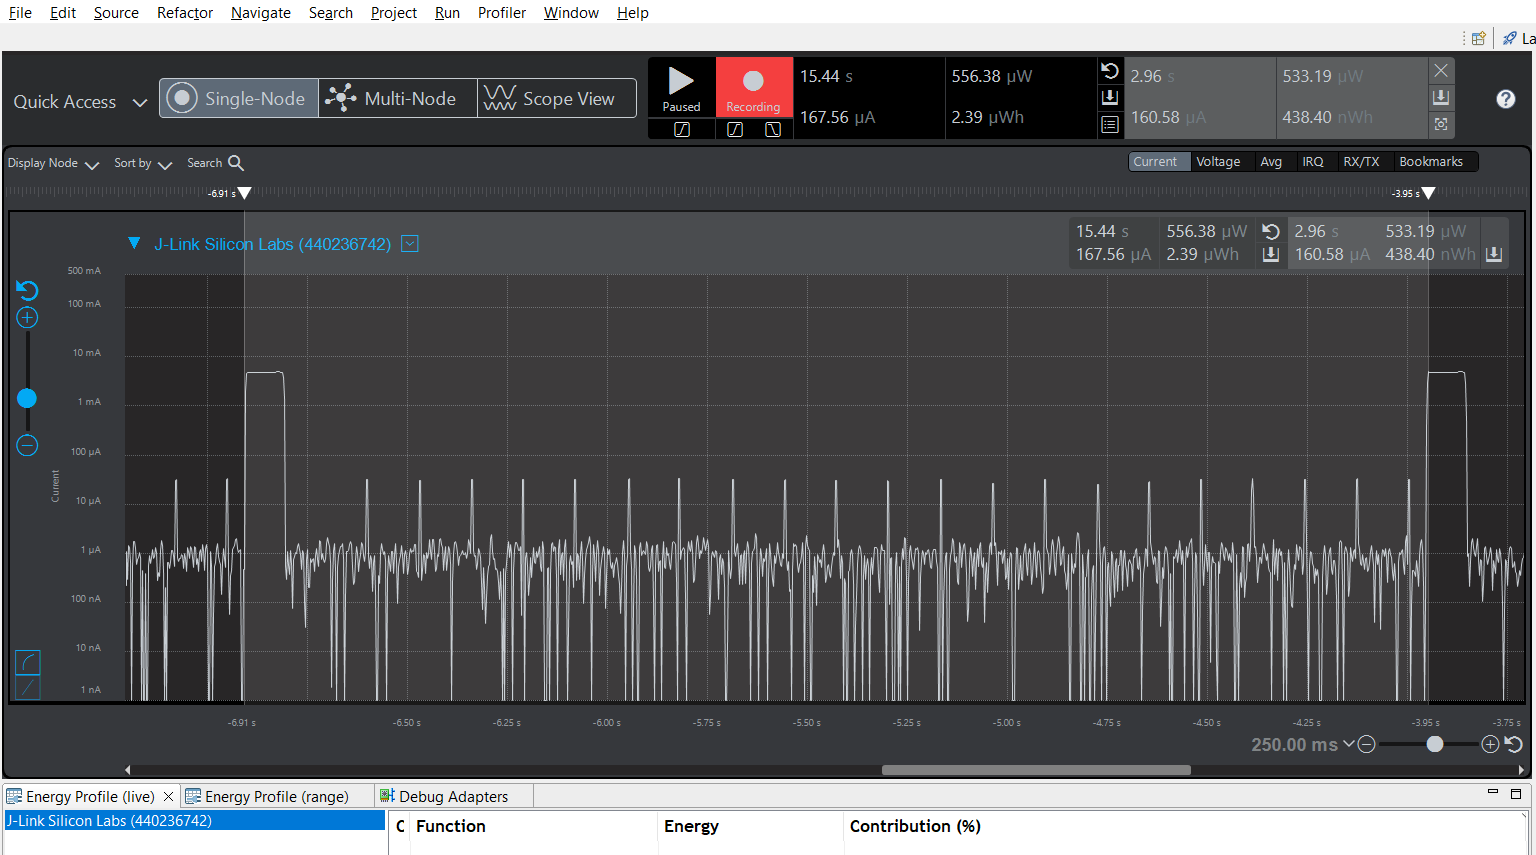 File Edit Source Refactor Navigate Search Project Run Profiler Window Help
La
Quick Access Single-Node Multi-Node Scope View
Paused Recording
15.44 s 556.38 µW 2.96 s 533.19 µW
167.56 µA 2.39 µWh 160.58 µA 438.40 nWh
Display Node Sort by Search Current Voltage Avg IRQ RX/TX Bookmarks
-6.91 s -3.95 s
J-Link Silicon Labs (440236742)
15.44 s 556.38 µW 2.96 s 533.19 µW
167.56 µA 2.39 µWh 160.58 µA 438.40 nWh
500 mA
100 mA
10 mA
1 mA
100 µA
10 µA
1 µA
100 nA
10 nA
1 nA
Current
-6.91 s -6.50 s -6.25 s -6.00 s -5.75 s -5.50 s -5.25 s -5.00 s -4.75 s -4.50 s -4.25 s -3.95 s -3.75 s
250.00 ms
Energy Profile (live) Energy Profile (range) Debug Adapters
J-Link Silicon Labs (440236742)
C Function Energy Contribution (%)